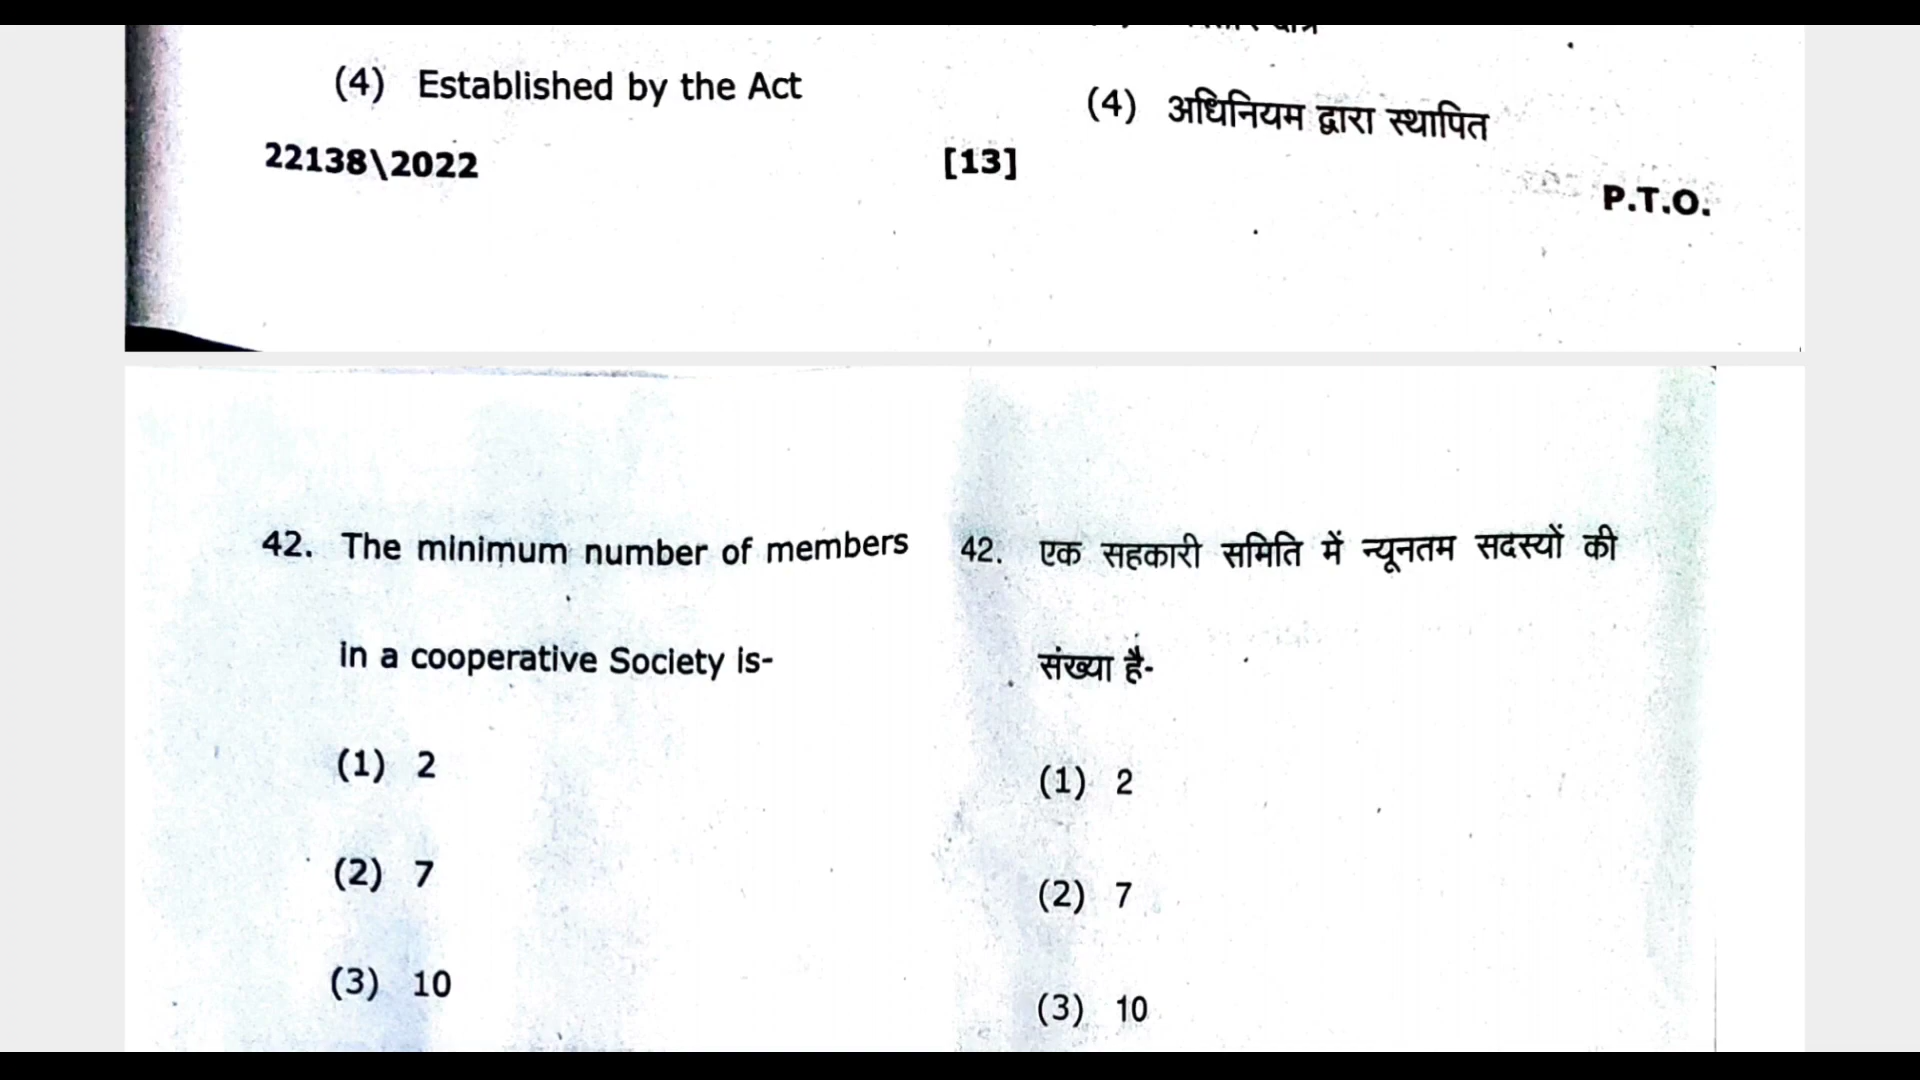 (4) Established by the Act
(4) अधिनियम द्वारा स्थापित
22138\2022
[13]
P.T.O.
42. The minimum number of members
in a cooperative Society is-
(1) 2
(2) 7
(3) 10
42. एक सहकारी समिति में न्यूनतम सदस्यों की
संख्या है-
(1) 2
(2) 7
(3) 10